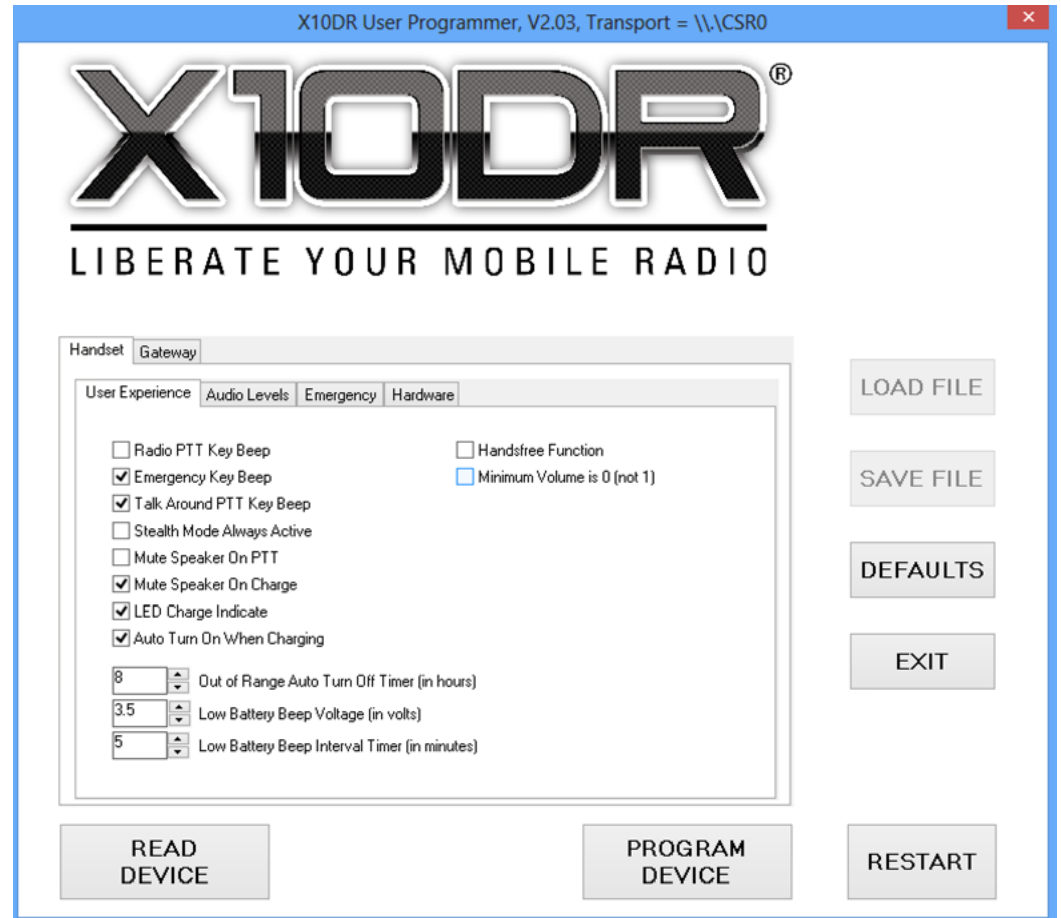 X10DR User Programmer, V2.03, Transport = \\.\CSR0
X10DR®
LIBERATE YOUR MOBILE RADIO
Handset Gateway
User Experience Audio Levels Emergency Hardware
Radio PTT Key Beep
Emergency Key Beep
Talk Around PTT Key Beep
Stealth Mode Always Active
Mute Speaker On PTT
Mute Speaker On Charge
LED Charge Indicate
Auto Turn On When Charging
Handsfree Function
Minimum Volume is 0 (not 1)
8 Out of Range Auto Turn Off Timer (in hours)
3.5 Low Battery Beep Voltage (in volts)
5 Low Battery Beep Interval Timer (in minutes)
LOAD FILE
SAVE FILE
DEFAULTS
EXIT
READ
DEVICE
PROGRAM
DEVICE
RESTART